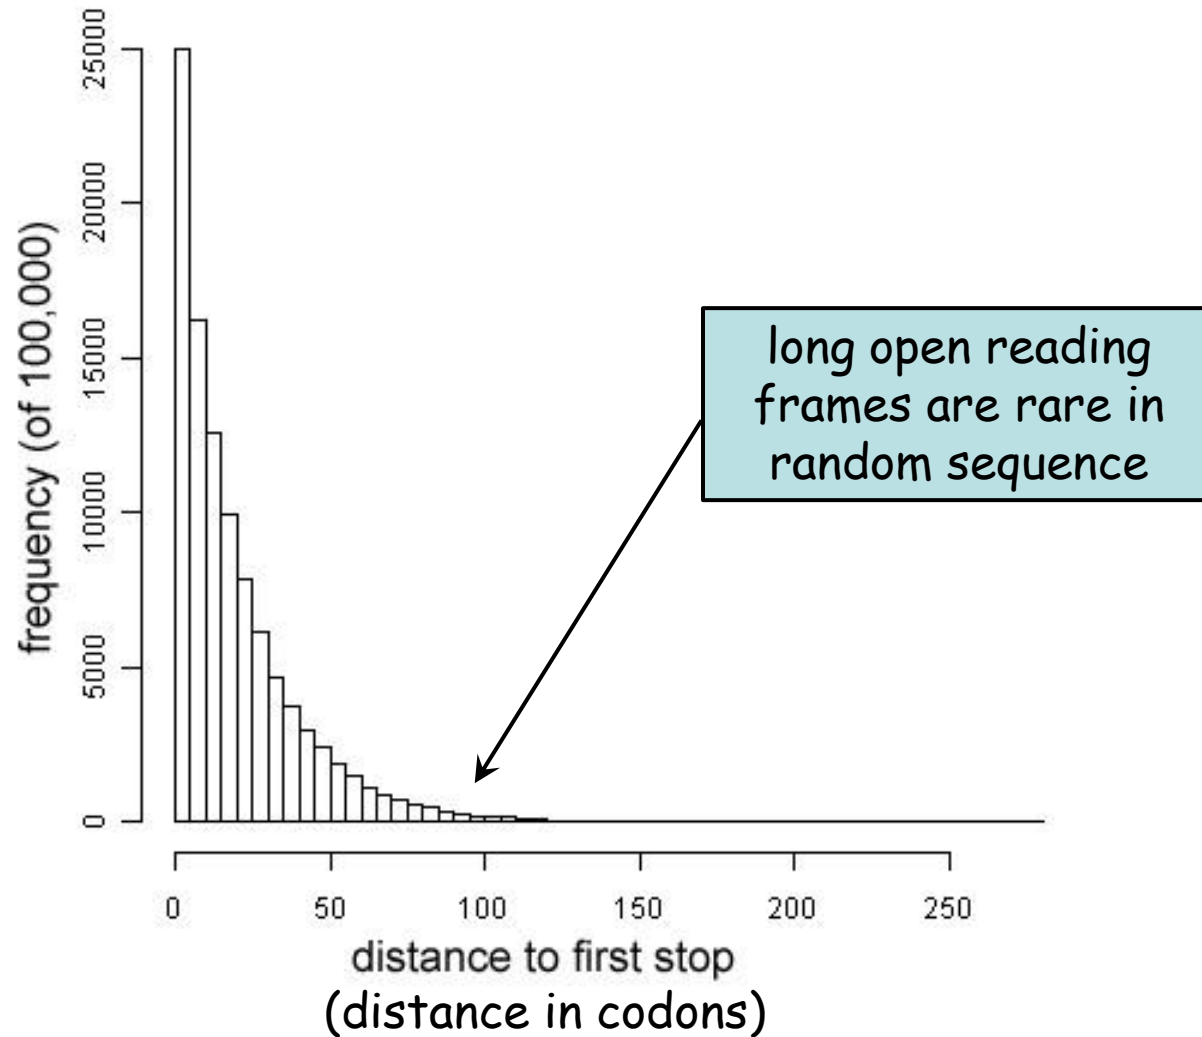 frequency (of 100,000)
25000
20000
15000
10000
5000
0
long open reading
frames are rare in
random sequence
0 50 100 150 200 250
distance to first stop
(distance in codons)